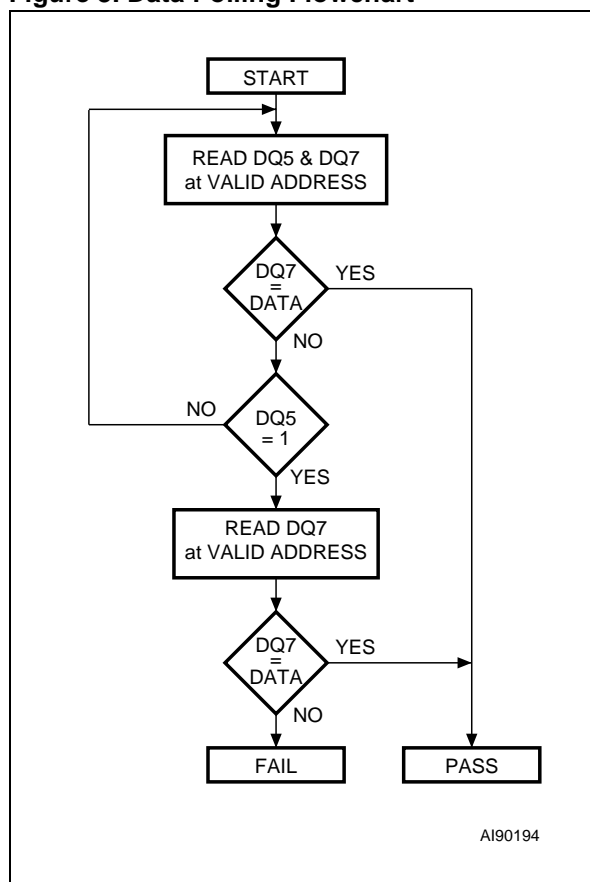 Figure Data Polling Flowchart
START
READ DQ5 & DQ7
at VALID ADDRESS
DQ7
=
DATA
YES
NO
DQ5
= 1
NO
YES
READ DQ7
at VALID ADDRESS
DQ7
=
DATA
YES
NO
FAIL
PASS
AI90194